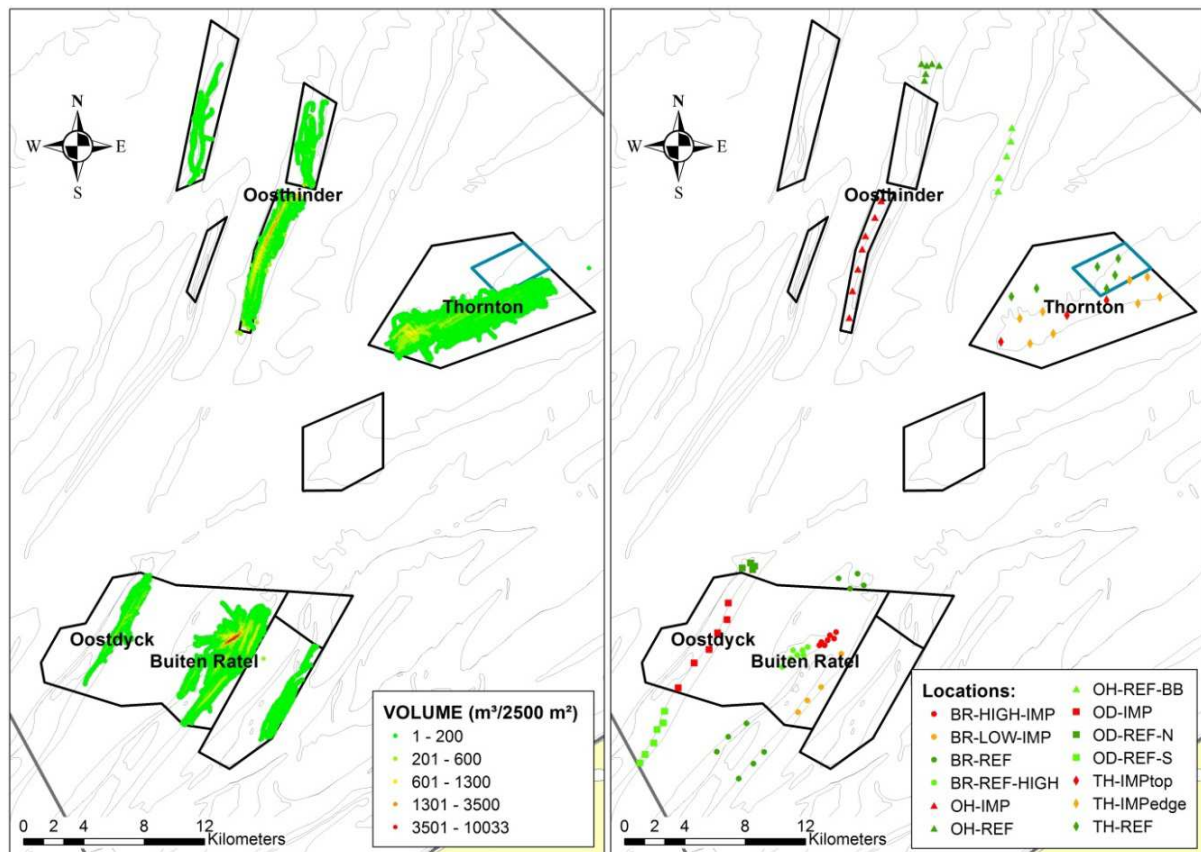 N
W E
S
Oosthinder
Thornton
Oostdyck
Buiten Ratel
VOLUME (m³/2500 m²)
1 - 200
201 - 600
601 - 1300
1301 - 3500
3501 - 10033
0 2 4 8 12
Kilometers
N
W E
S
Oosthinder
Thornton
Oostdyck
Buiten Ratel
Locations:
BR-HIGH-IMP
BR-LOW-IMP
BR-REF
BR-REF-HIGH
OH-IMP
OH-REF
OH-REF-BB
OD-IMP
OD-REF-N
OD-REF-S
TH-IMPtop
TH-IMPedge
TH-REF
0 2 4 8 12
Kilometers